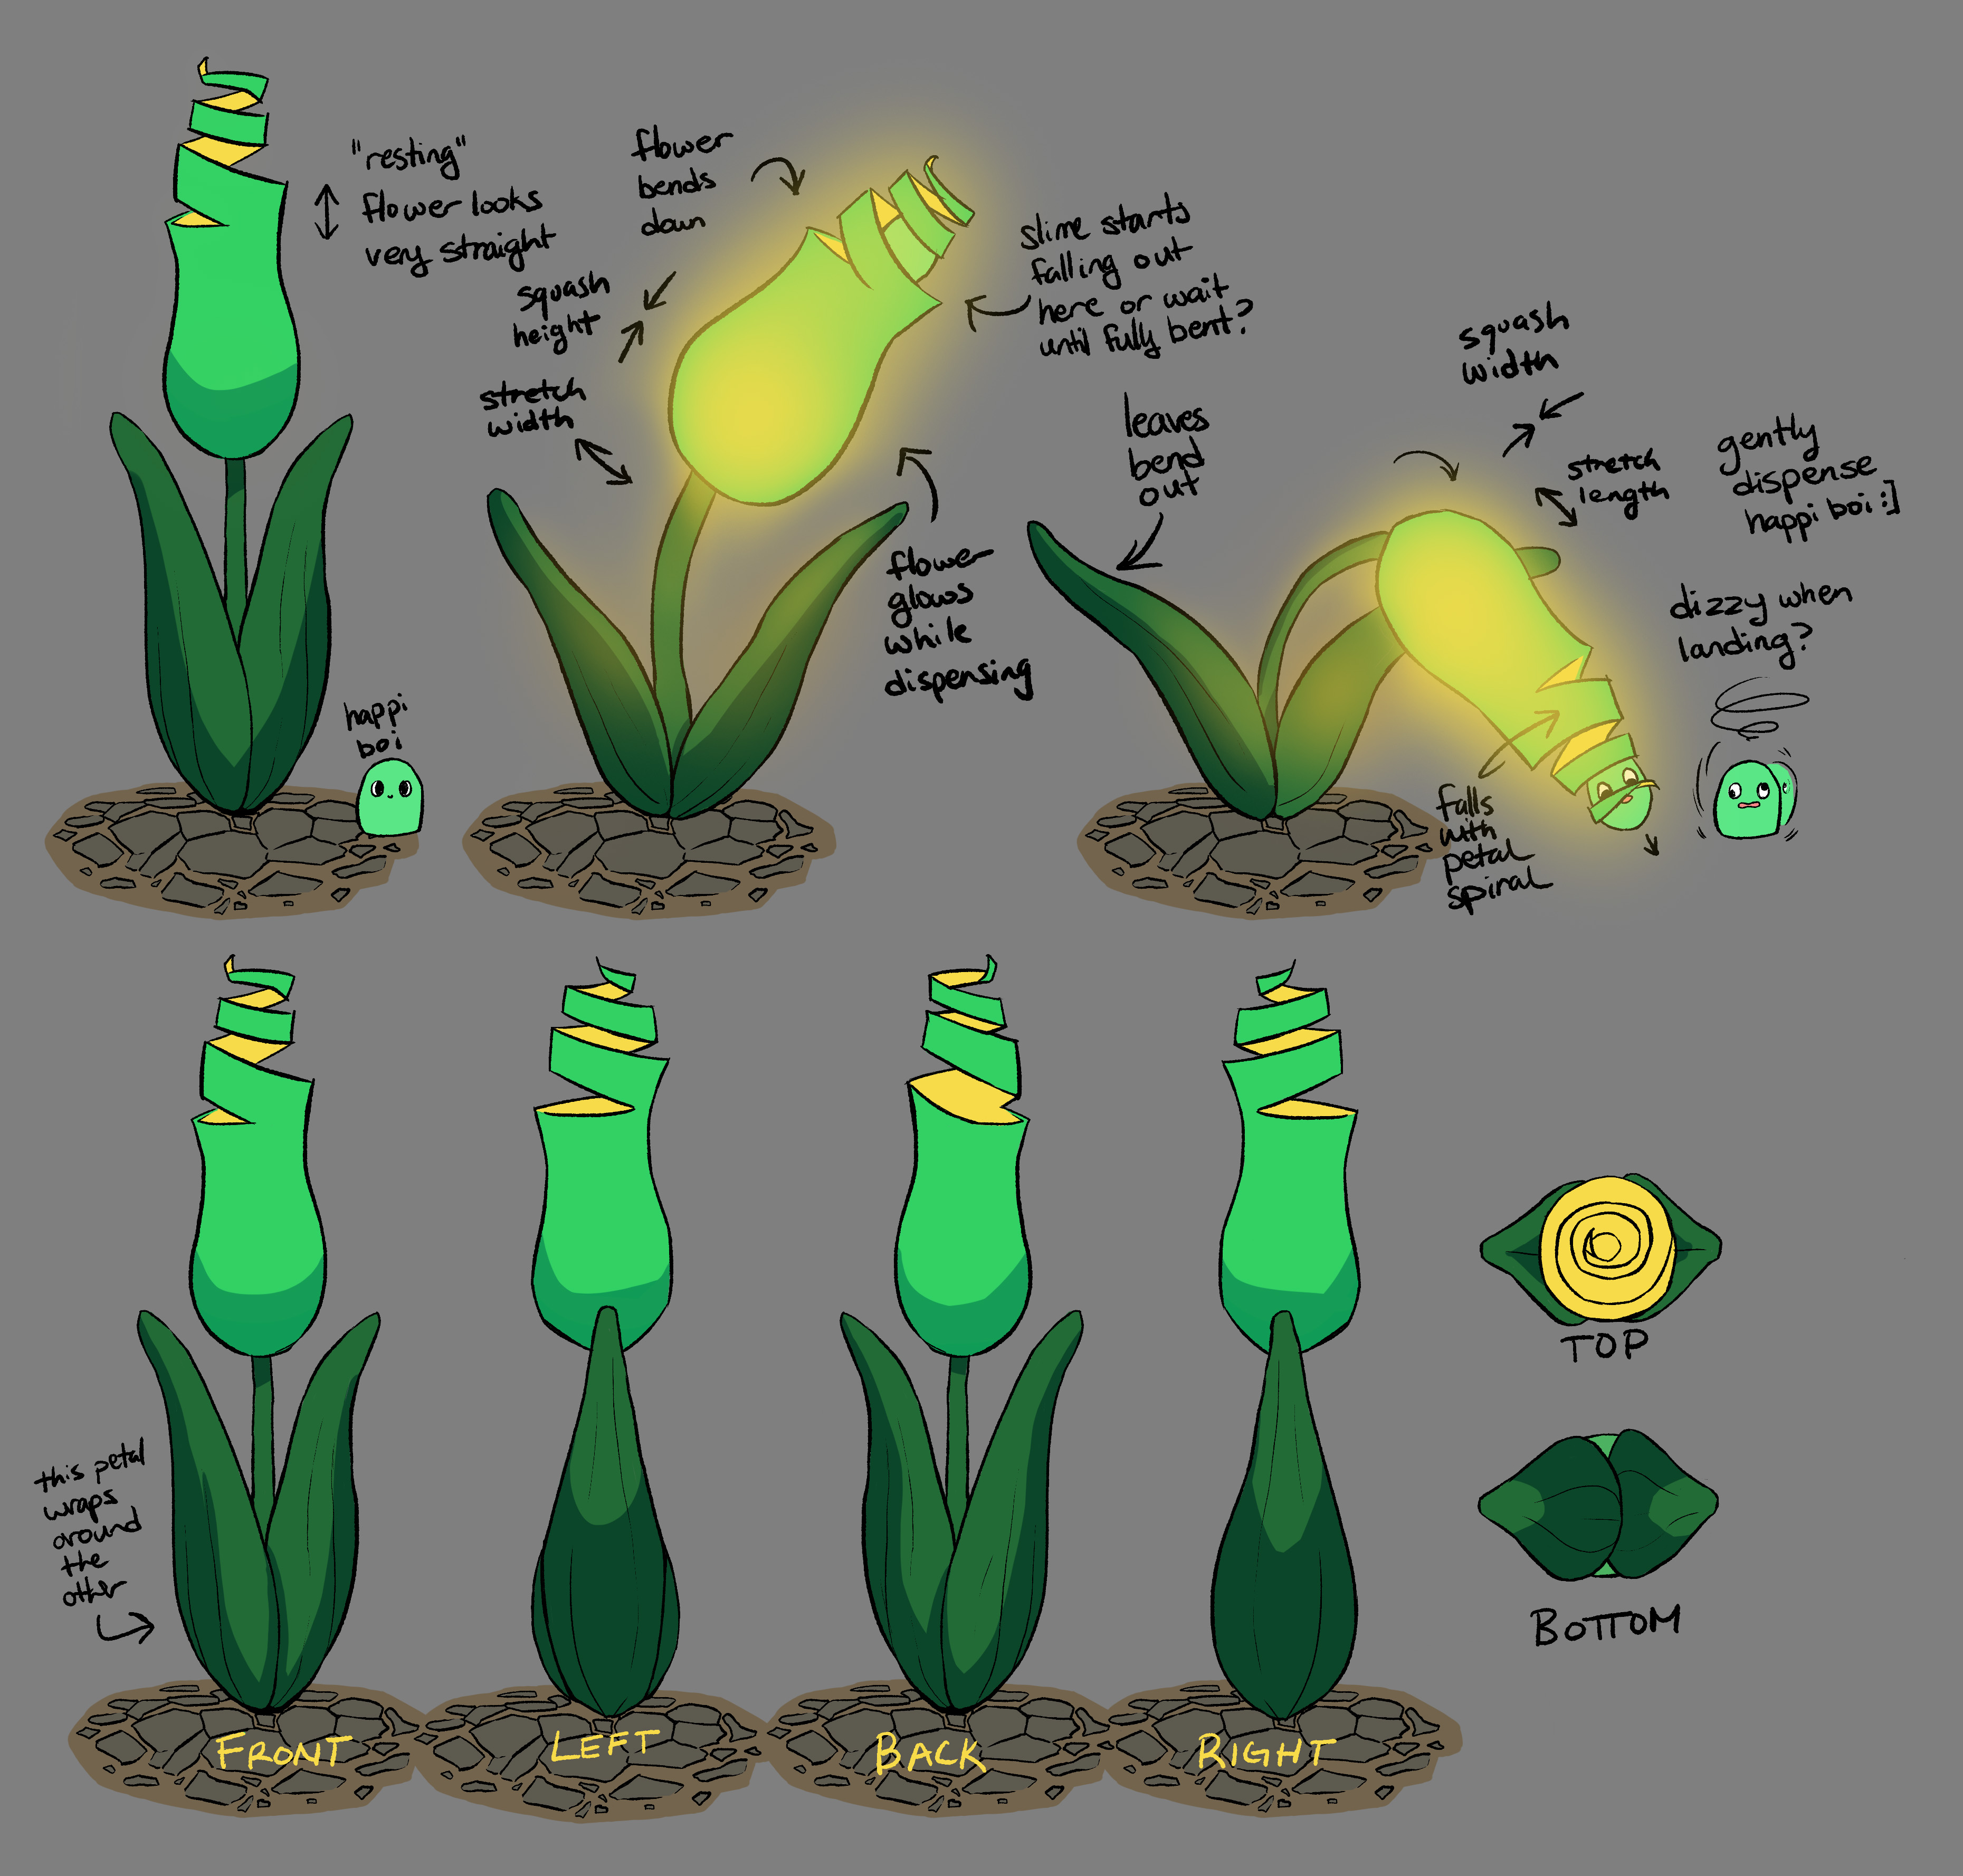 "resting"
flower looks
very straight
flower
bends
down
squash
height
stretch
width
slime starts
falling out
here or wait
until fully bent?
flower
glows
while
dispensing
happi
boi
leaves
bend
out
squash
width
stretch
length
gently
dispense
happi boi :]
dizzy when
landing?
falls
with
petal
spiral
this petal
wraps
around
the
other
FRONT
LEFT
BACK
RIGHT
TOP
BOTTOM